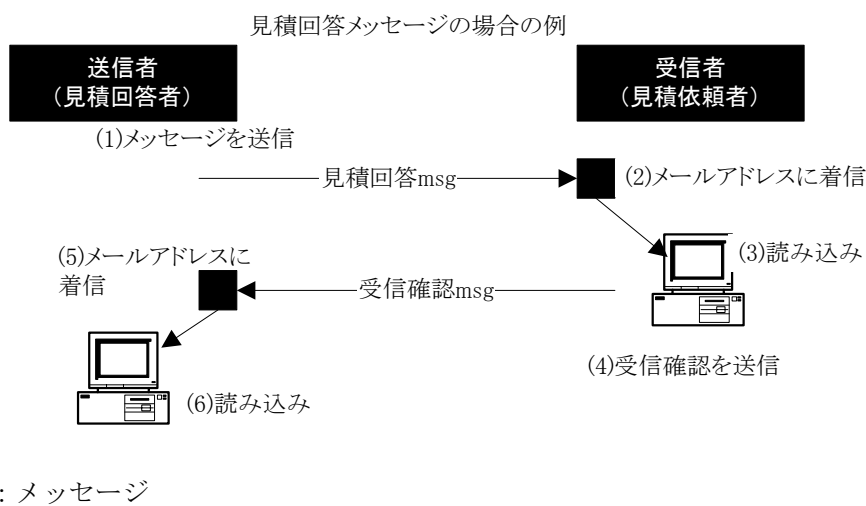 見積回答メッセージの場合の例
送信者
（見積回答者）
受信者
（見積依頼者）
(1)メッセージを送信
見積回答msg
(2)メールアドレスに着信
(3)読み込み
(5)メールアドレスに
着信
受信確認msg
(4)受信確認を送信
(6)読み込み
: メッセージ